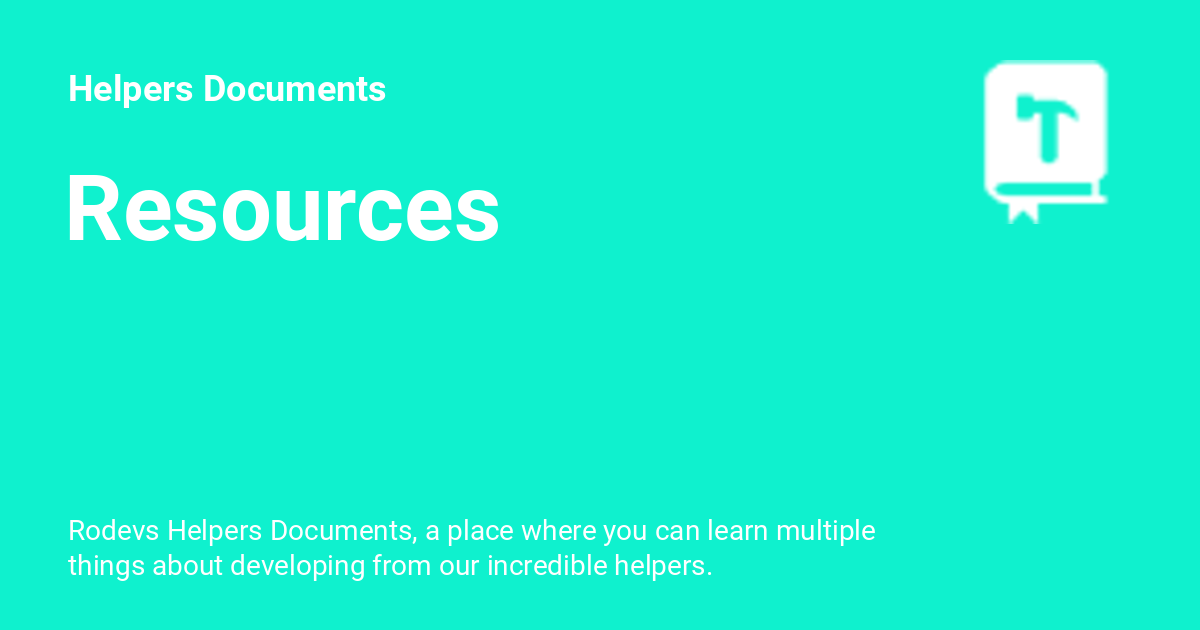 Helpers Documents
Resources
Rodevs Helpers Documents, a place where you can learn multiple
things about developing from our incredible helpers.